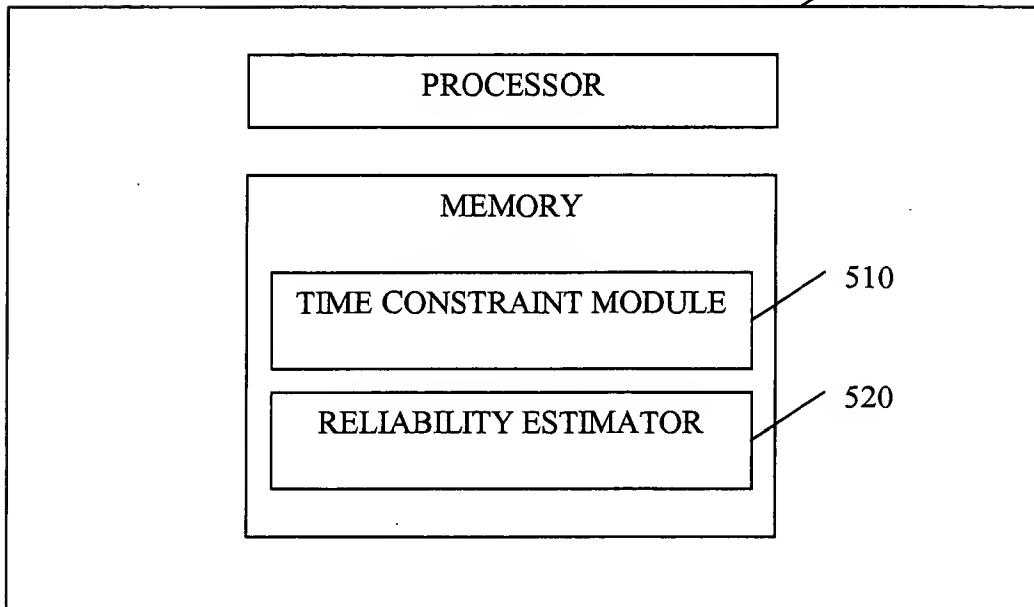 PROCESSOR
MEMORY
TIME CONSTRAINT MODULE
510
RELIABILITY ESTIMATOR
520